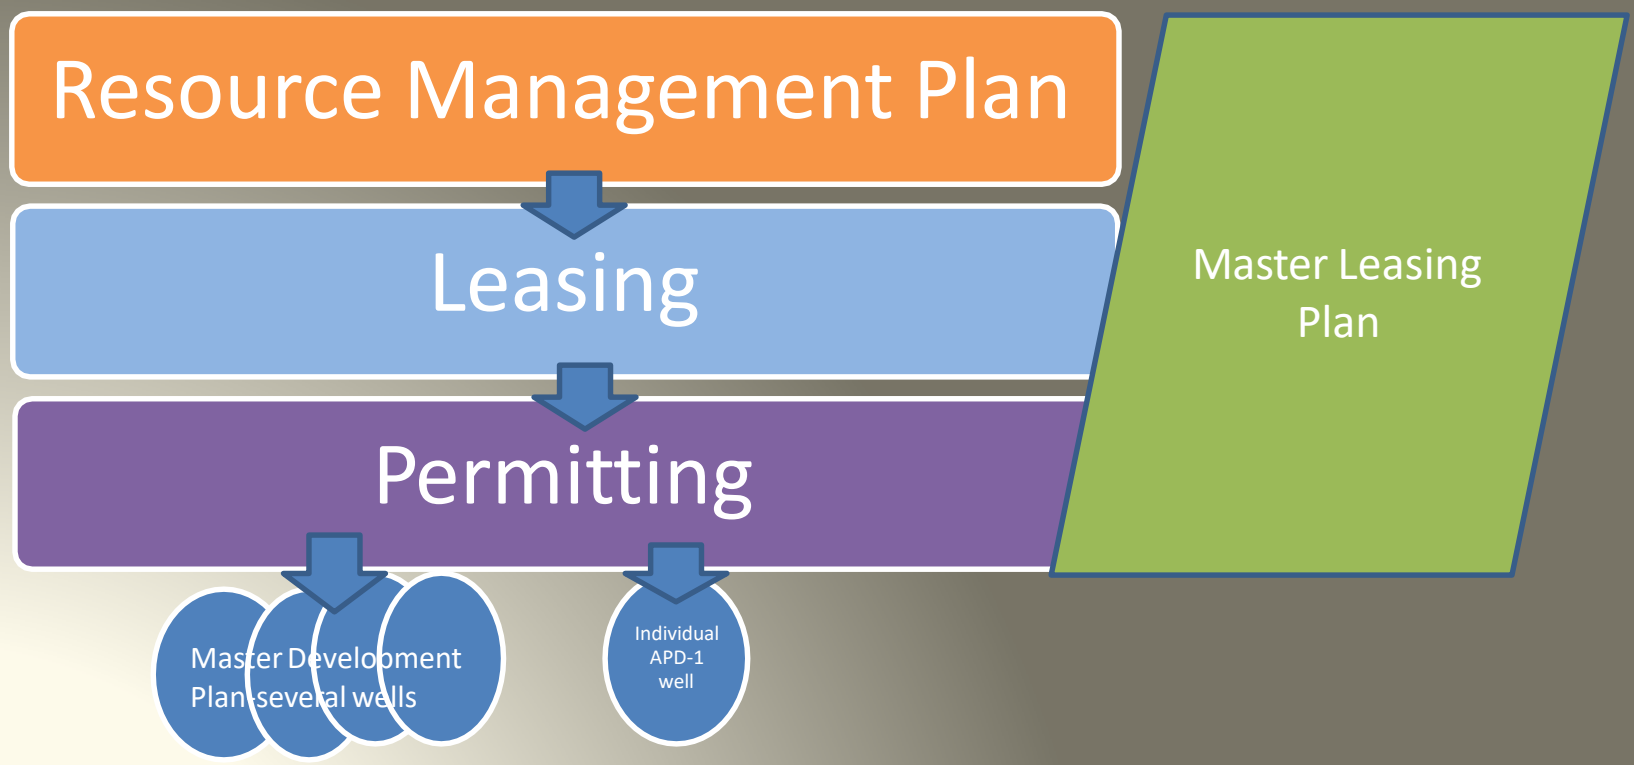 Resource Management Plan
Leasing
Master Leasing
Plan
Permitting
Master Development
Plan-several wells
Individual
APD-1
well